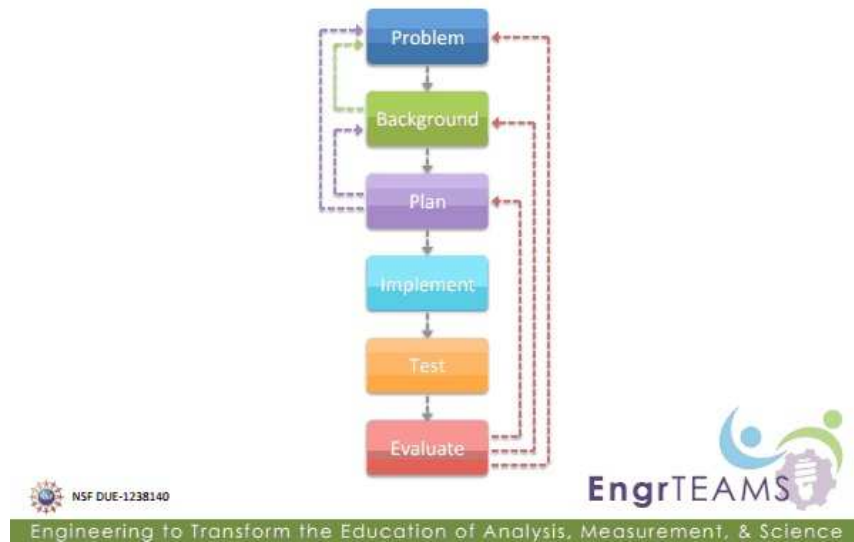 Problem
Background
Plan
Implement
Test
Evaluate
NSF DUE-1238140
EngrTEAMS
Engineering to Transform the Education of Analysis, Measurement, & Science